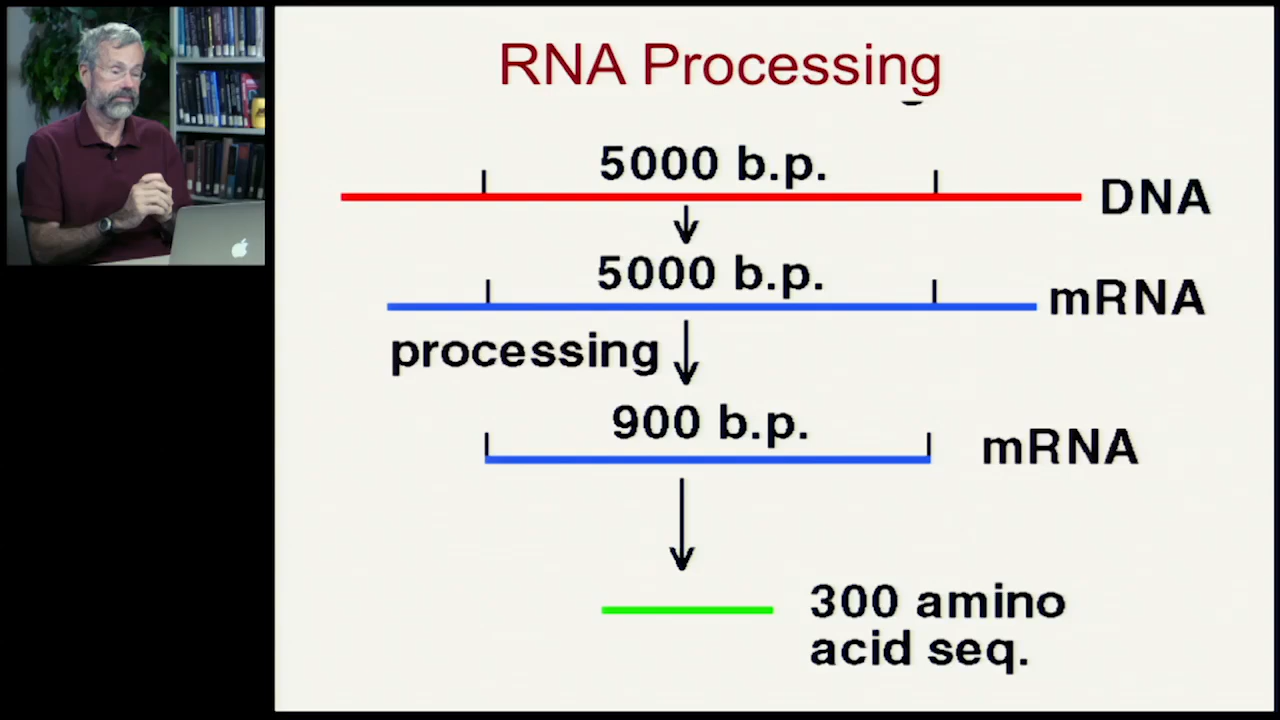 RNA Processing
5000 b.p.
DNA
5000 b.p.
mRNA
processing
900 b.p.
mRNA
300 amino
acid seq.